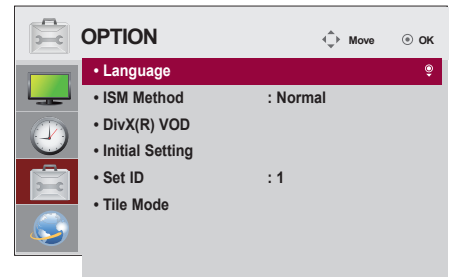 OPTION Move OK
• Language
• ISM Method : Normal
• DivX(R) VOD
• Initial Setting
• Set ID : 1
• Tile Mode